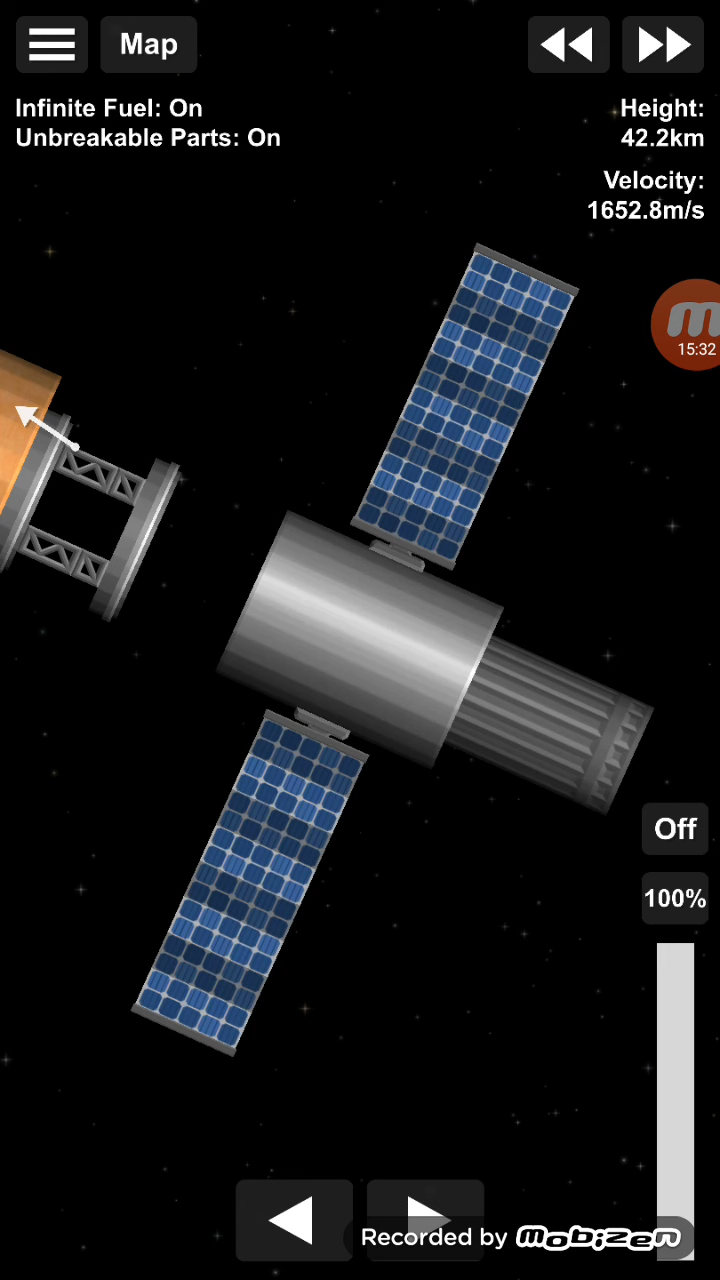 Map
Infinite Fuel: On
Unbreakable Parts: On
Height:
42.2km
Velocity:
1652.8m/s
15:32
Off
100%
Recorded by mobizen